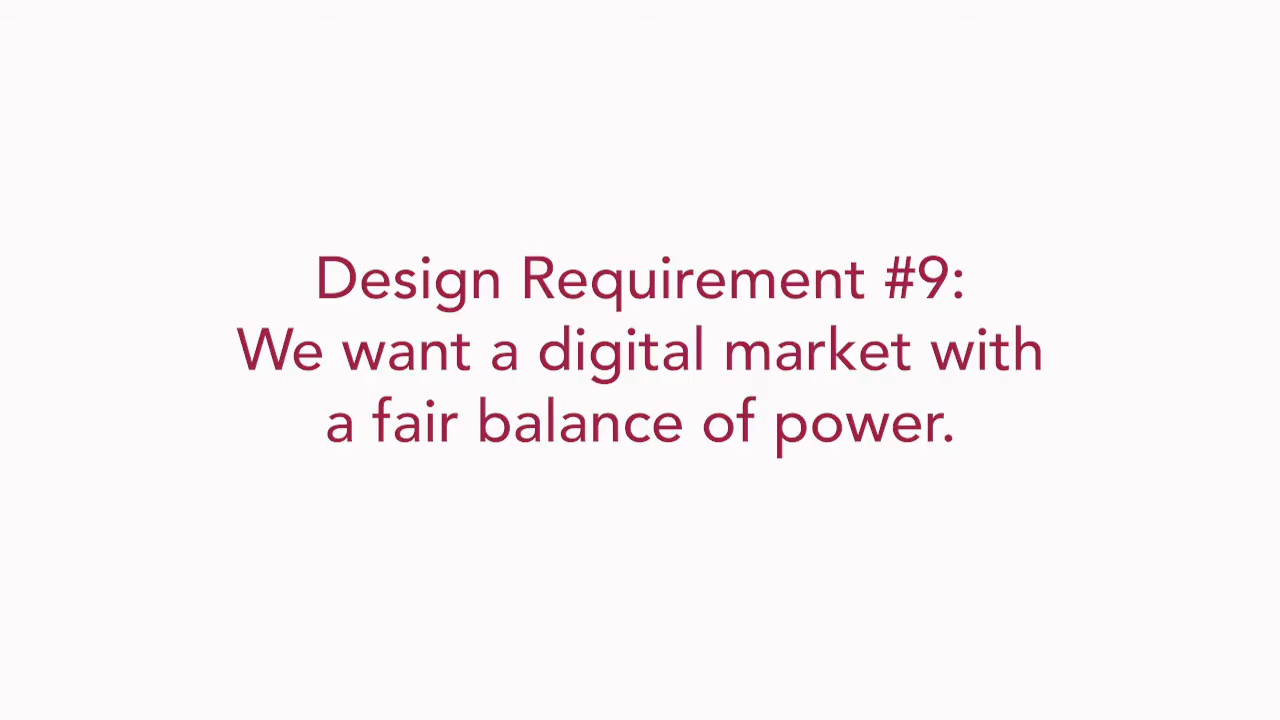 Design Requirement #9:
We want a digital market with
a fair balance of power.